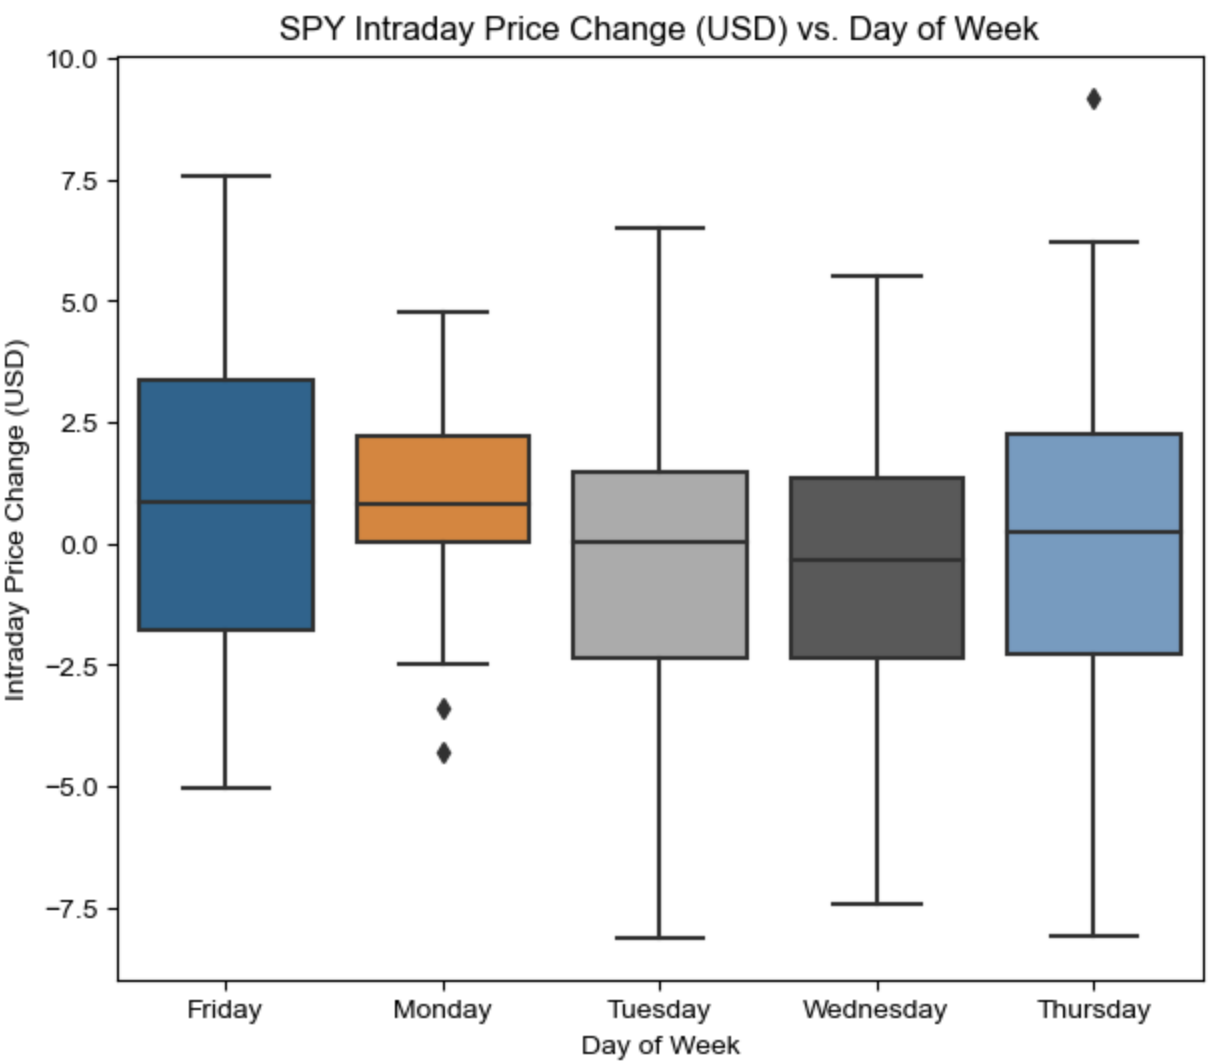 SPY Intraday Price Change (USD) vs. Day of Week
Intraday Price Change (USD)
10.0
7.5
5.0
2.5
0.0
−2.5
−5.0
−7.5
Friday Monday Tuesday Wednesday Thursday
Day of Week